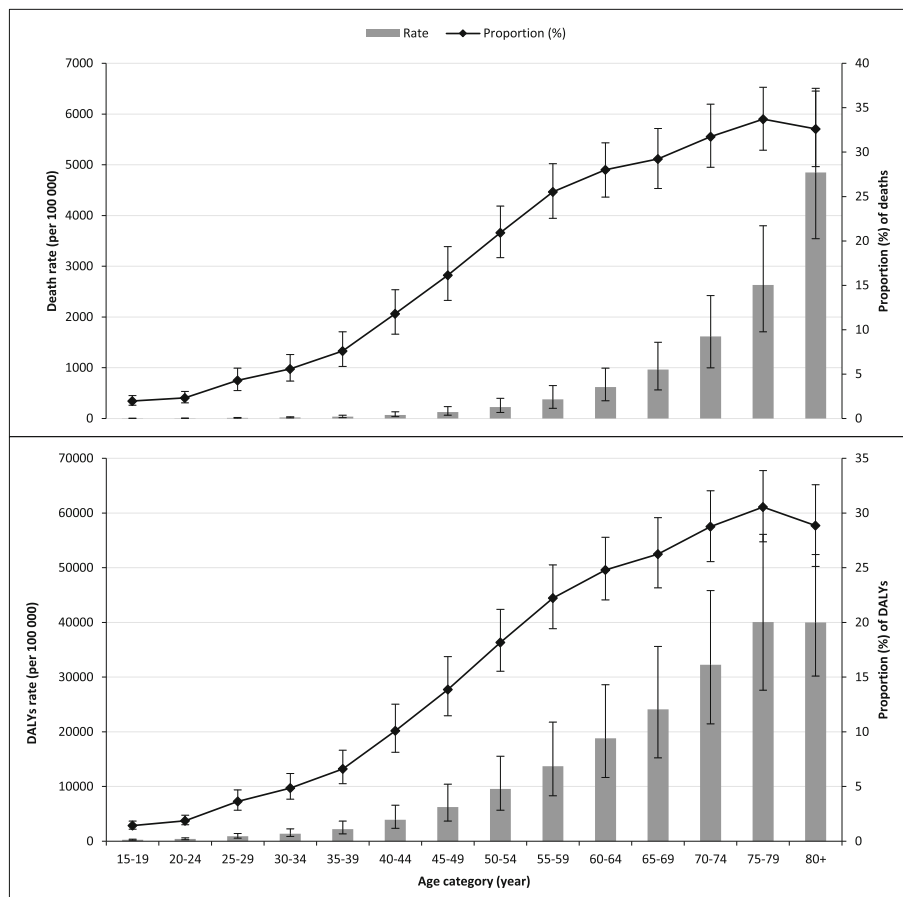 Rate Proportion (%)
7000 40
6000 35
5000 30
4000 25
3000 20
2000 15
1000 10
0 5
0
Death rate (per 100 000)
Proportion (%) of deaths
70000 35
60000 30
50000 25
40000 20
30000 15
20000 10
10000 5
0 0
DALYs rate (per 100 000)
Proportion (%) of DALYs
15-19 20-24 25-29 30-34 35-39 40-44 45-49 50-54 55-59 60-64 65-69 70-74 75-79 80+
Age category (year)